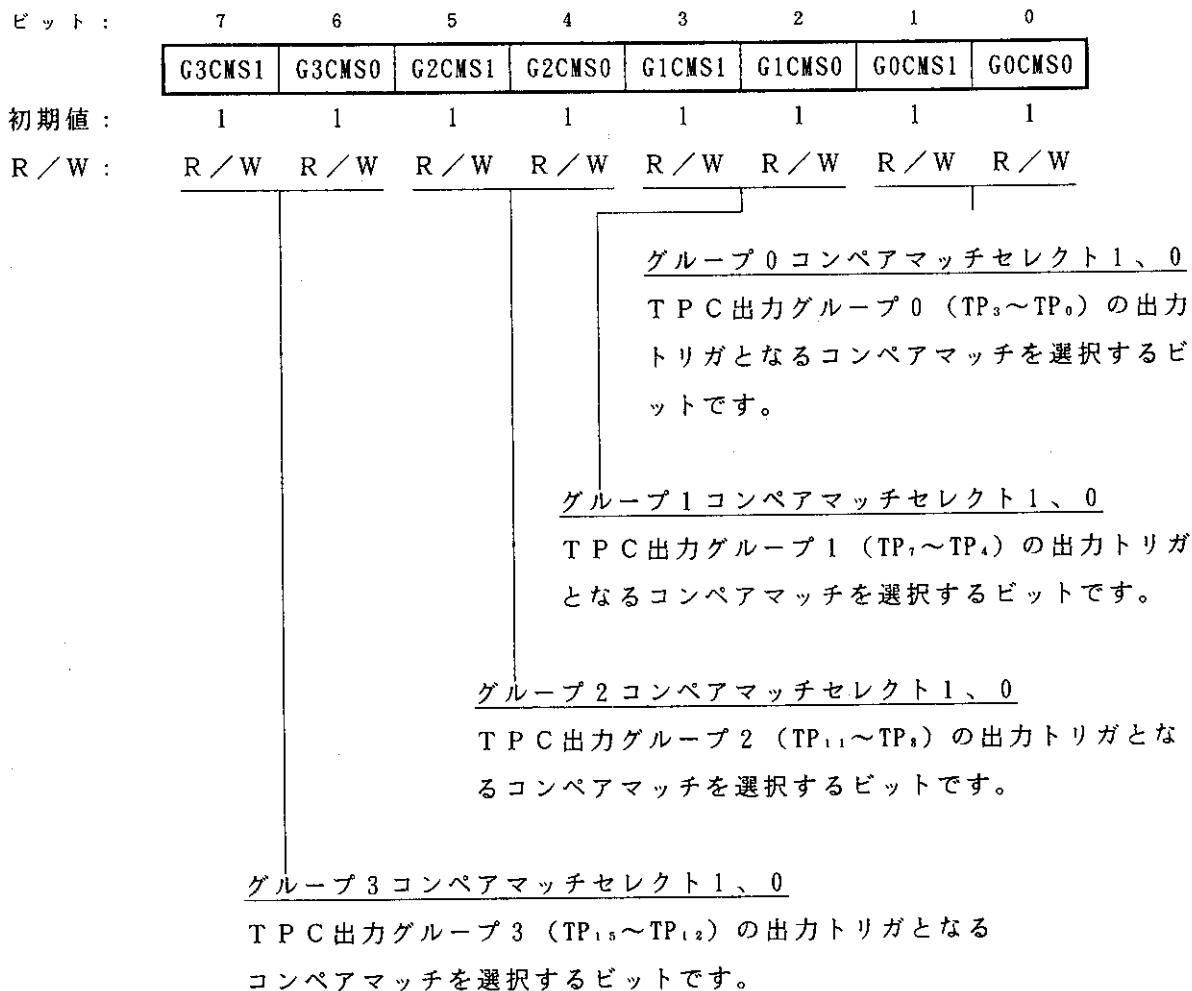 ビット： 7 6 5 4 3 2 1 0
G3CMS1 G3CMS0 G2CMS1 G2CMS0 G1CMS1 G1CMS0 G0CMS1 G0CMS0
初期値： 1 1 1 1 1 1 1 1
R／W： R／W R／W R／W R／W R／W R／W R／W R／W
グループ0コンペアマッチセレクト1、0
TPC出力グループ0（TP₃～TP₀）の出力
トリガとなるコンペアマッチを選択するビ
ットです。
グループ1コンペアマッチセレクト1、0
TPC出力グループ1（TP₇～TP₄）の出力トリガ
となるコンペアマッチを選択するビットです。
グループ2コンペアマッチセレクト1、0
TPC出力グループ2（TP₁₁～TP₈）の出力トリガとな
るコンペアマッチを選択するビットです。
グループ3コンペアマッチセレクト1、0
TPC出力グループ3（TP₁₅～TP₁₂）の出力トリガとなる
コンペアマッチを選択するビットです。